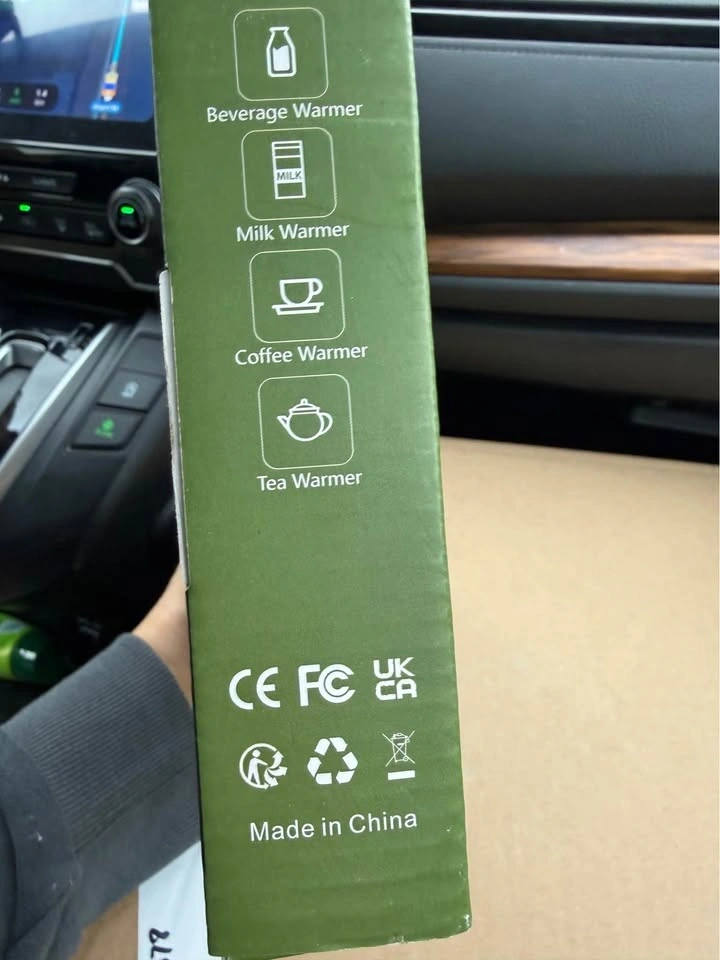 Beverage Warmer
MILK
Milk Warmer
Coffee Warmer
Tea Warmer
CE FC UK
CA
Made in China